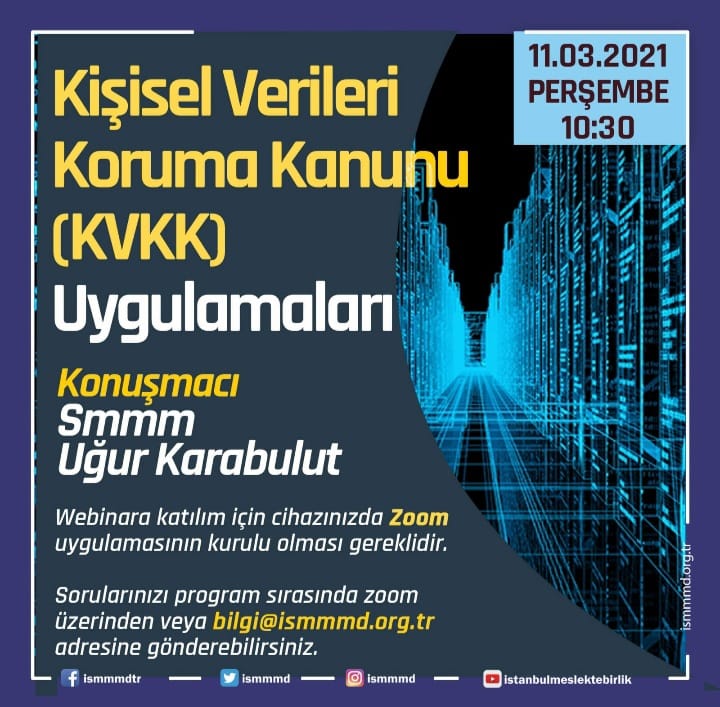 11.03.2021
PERŞEMBE
10:30
Kişisel Verileri
Koruma Kanunu
(KVKK)
Uygulamaları
Konuşmacı
Smmm
Uğur Karabulut
Webinara katılım için cihazınızda Zoom
uygulamasının kurulu olması gereklidir.
Sorularınızı program sırasında zoom
üzerinden veya bilgi@ismmmd.org.tr
adresine gönderebilirsiniz.
ismmmd.org.tr
ismmmdtr
ismmmd
ismmmd
istanbulmeslektebirlik